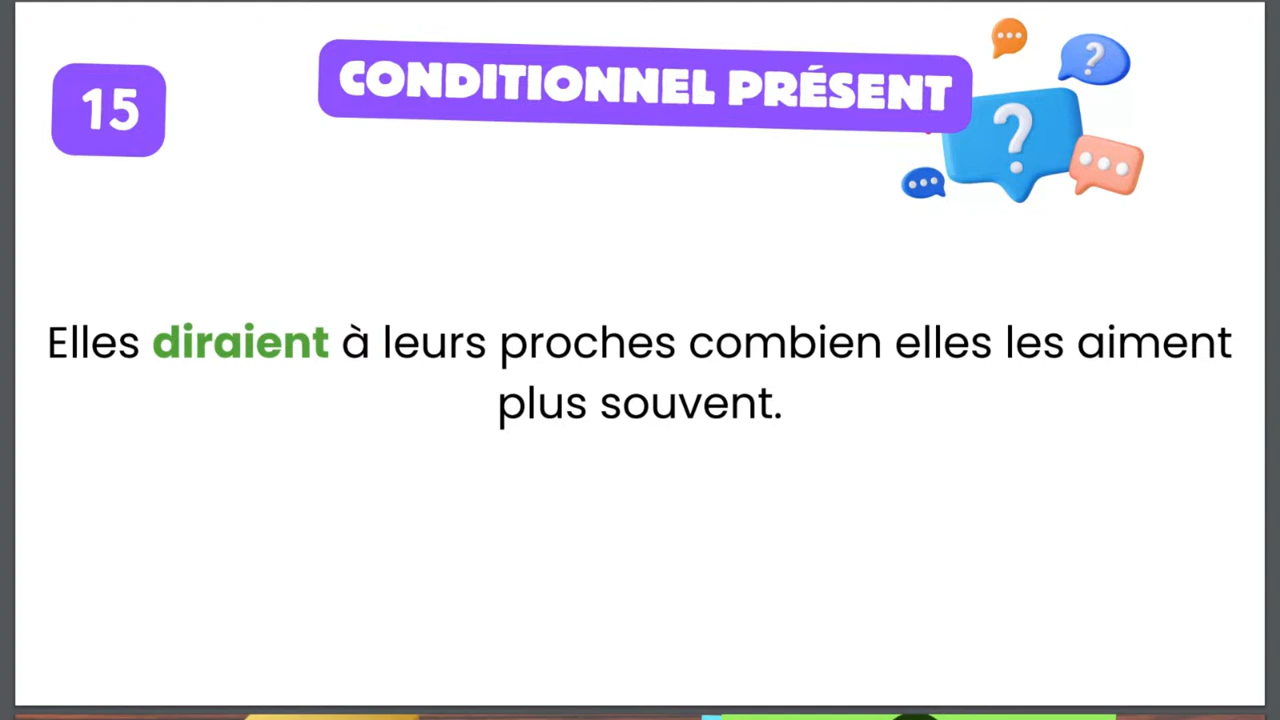 15
CONDITIONNEL PRÉSENT
Elles diraient à leurs proches combien elles les aiment
plus souvent.